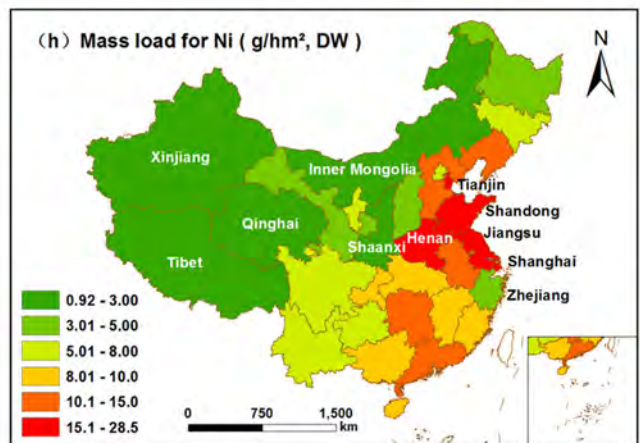 (h) Mass load for Ni ( g/hm², DW )
N
Xinjiang
Inner Mongolia
Tianjin
Qinghai
Shandong
Jiangsu
Henan
Shaanxi
Tibet
Shanghai
Zhejiang
0.92 - 3.00
3.01 - 5.00
5.01 - 8.00
8.01 - 10.0
10.1 - 15.0
15.1 - 28.5
0 750 1,500
km